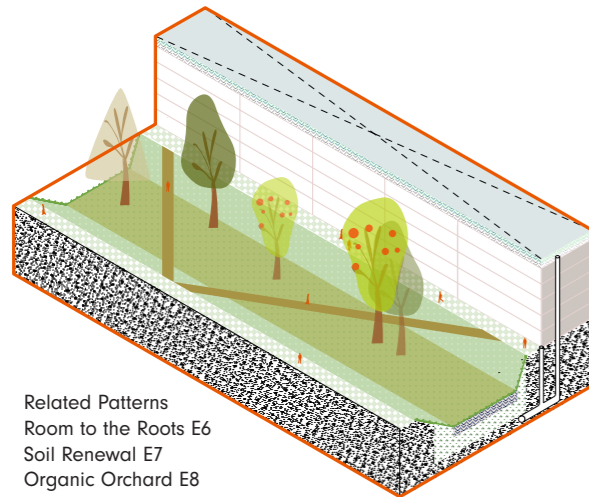 Related Patterns
Room to the Roots E6
Soil Renewal E7
Organic Orchard E8